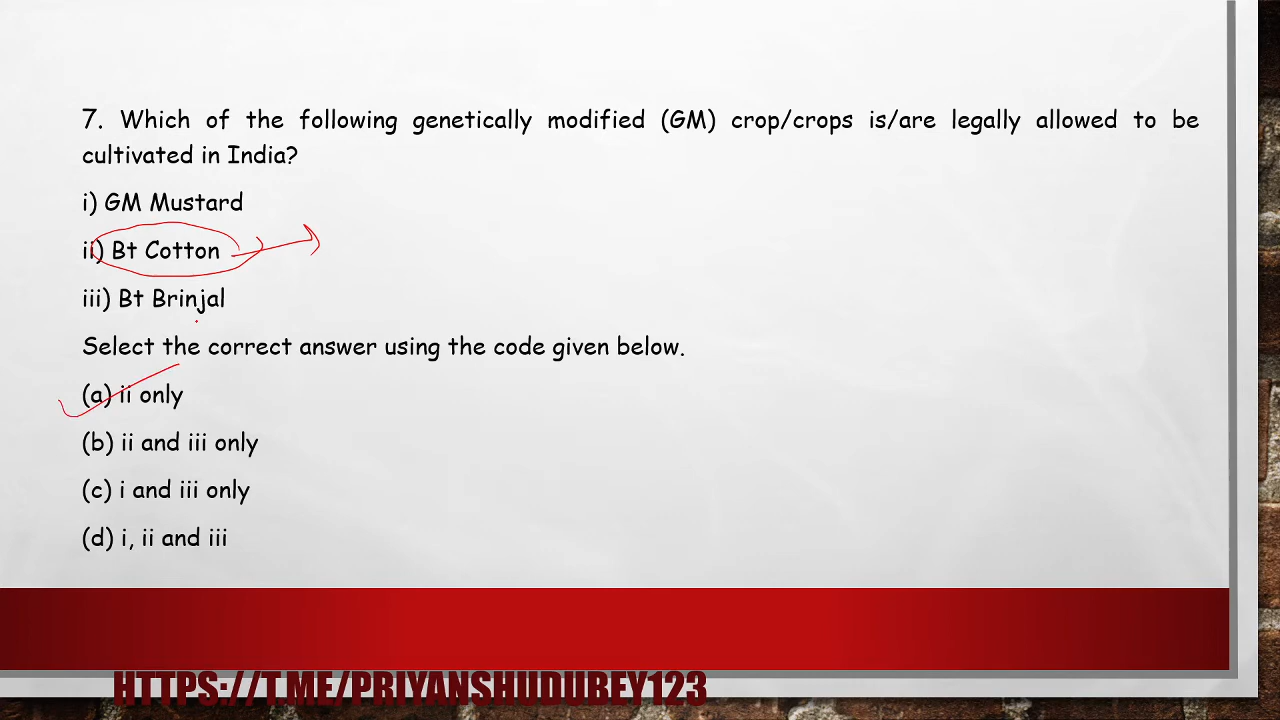 7. Which of the following genetically modified (GM) crop/crops is/are legally allowed to be
cultivated in India?
i) GM Mustard
ii) Bt Cotton
iii) Bt Brinjal
Select the correct answer using the code given below.
(a) ii only
(b) ii and iii only
(c) i and iii only
(d) i, ii and iii
HTTPS://T.ME/PRIYANSHUDUBEY123